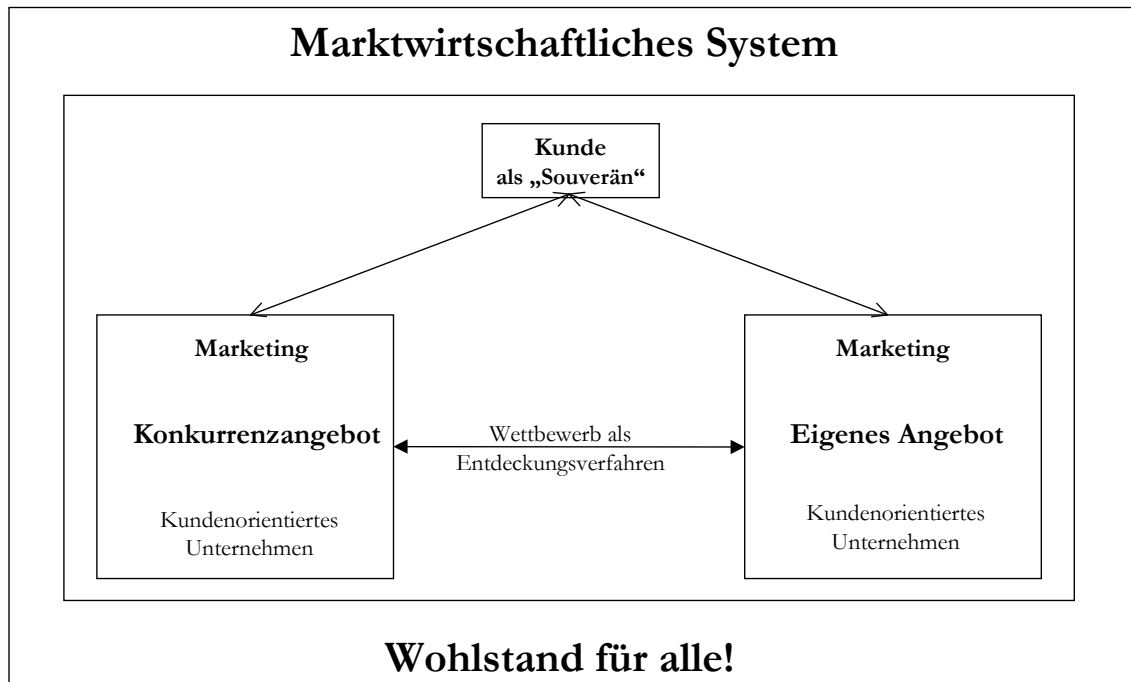 Marktwirtschaftliches System
Kunde
als „Souverän“
Marketing
Konkurrenzangebot
Kundenorientiertes
Unternehmen
Wettbewerb als
Entdeckungsverfahren
Marketing
Eigenes Angebot
Kundenorientiertes
Unternehmen
Wohlstand für alle!